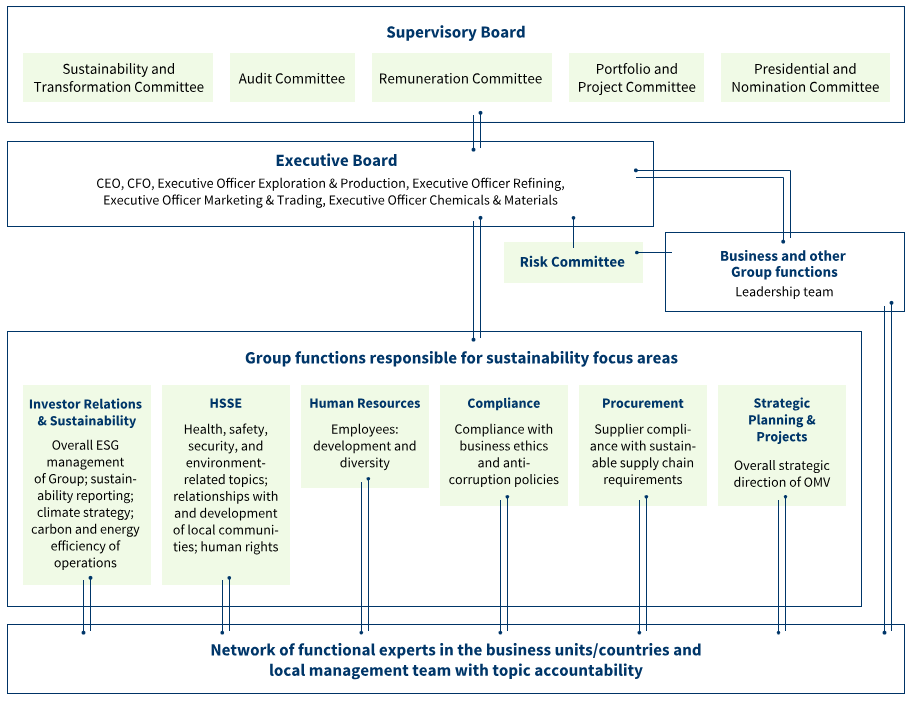 Supervisory Board
Sustainability and
Transformation Committee
Audit Committee
Remuneration Committee
Portfolio and
Project Committee
Presidential and
Nomination Committee
Executive Board
CEO, CFO, Executive Officer Exploration & Production, Executive Officer Refining,
Executive Officer Marketing & Trading, Executive Officer Chemicals & Materials
Risk Committee
Business and other
Group functions
Leadership team
Group functions responsible for sustainability focus areas
Investor Relations
& Sustainability
Overall ESG
management
of Group; sustain-
ability reporting;
climate strategy;
carbon and energy
efficiency of
operations
HSSE
Health, safety,
security, and
environment-
related topics;
relationships with
and development
of local communi-
ties; human rights
Human Resources
Employees:
development and
diversity
Compliance
Compliance with
business ethics
and anti-
corruption policies
Procurement
Supplier compli-
ance with sustain-
able supply chain
requirements
Strategic
Planning &
Projects
Overall strategic
direction of OMV
Network of functional experts in the business units/countries and
local management team with topic accountability